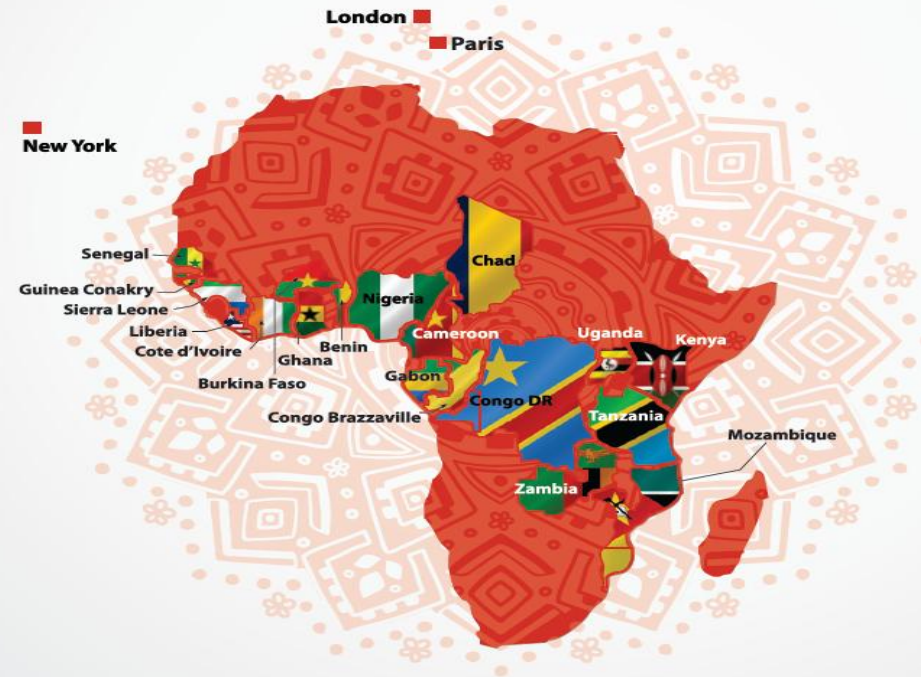 London
Paris
New York
Senegal
Guinea Conakry
Sierra Leone
Liberia
Cote d'Ivoire
Burkina Faso
Ghana
Benin
Nigeria
Chad
Cameroon
Gabon
Congo Brazzaville
Congo DR
Uganda
Kenya
Tanzania
Mozambique
Zambia